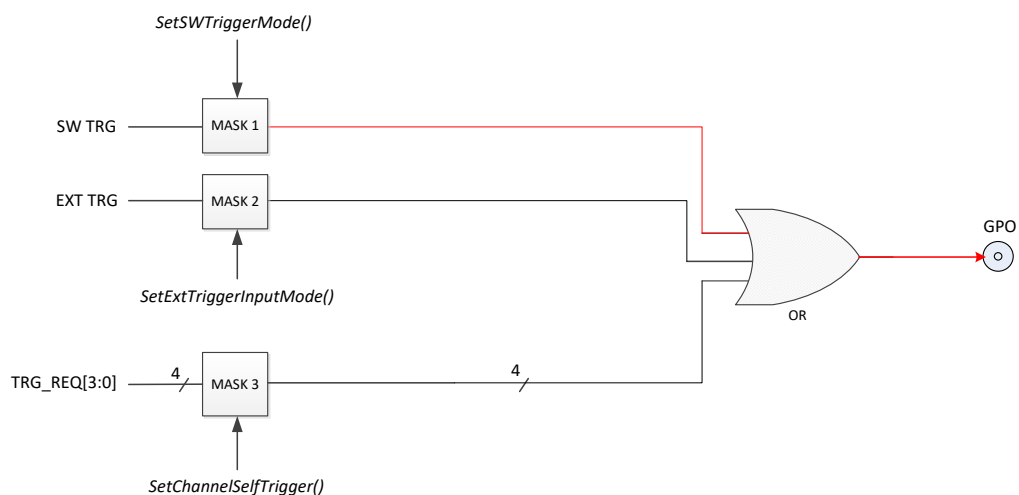 SetSWTriggerMode()
SW TRG
MASK 1
EXT TRG
MASK 2
GPO
SetExtTriggerInputMode()
OR
TRG_REQ[3:0]
4
MASK 3
4
SetChannelSelfTrigger()